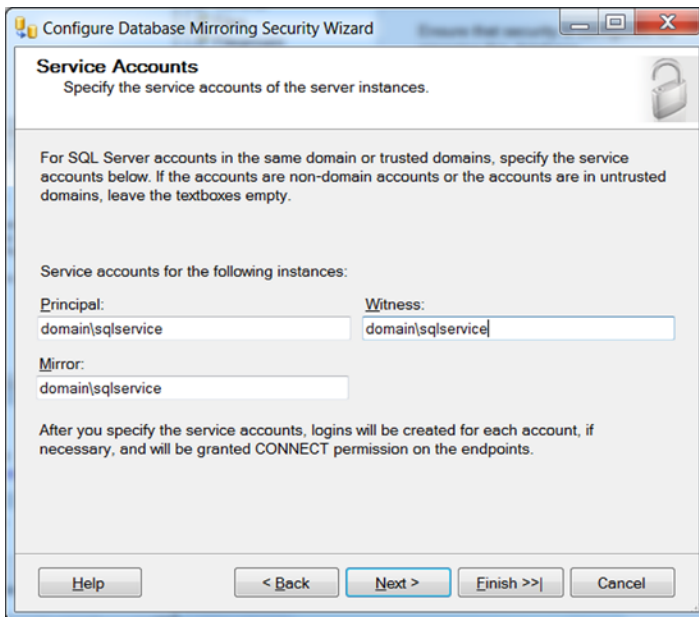 Configure Database Mirroring Security Wizard
Service Accounts
Specify the service accounts of the server instances.
For SQL Server accounts in the same domain or trusted domains, specify the service
accounts below. If the accounts are non-domain accounts or the accounts are in untrusted
domains, leave the textboxes empty.
Service accounts for the following instances:
Principal: Witness:
domain\sqlservice domain\sqlservice
Mirror:
domain\sqlservice
After you specify the service accounts, logins will be created for each account, if
necessary, and will be granted CONNECT permission on the endpoints.
Help < Back Next > Finish >>| Cancel